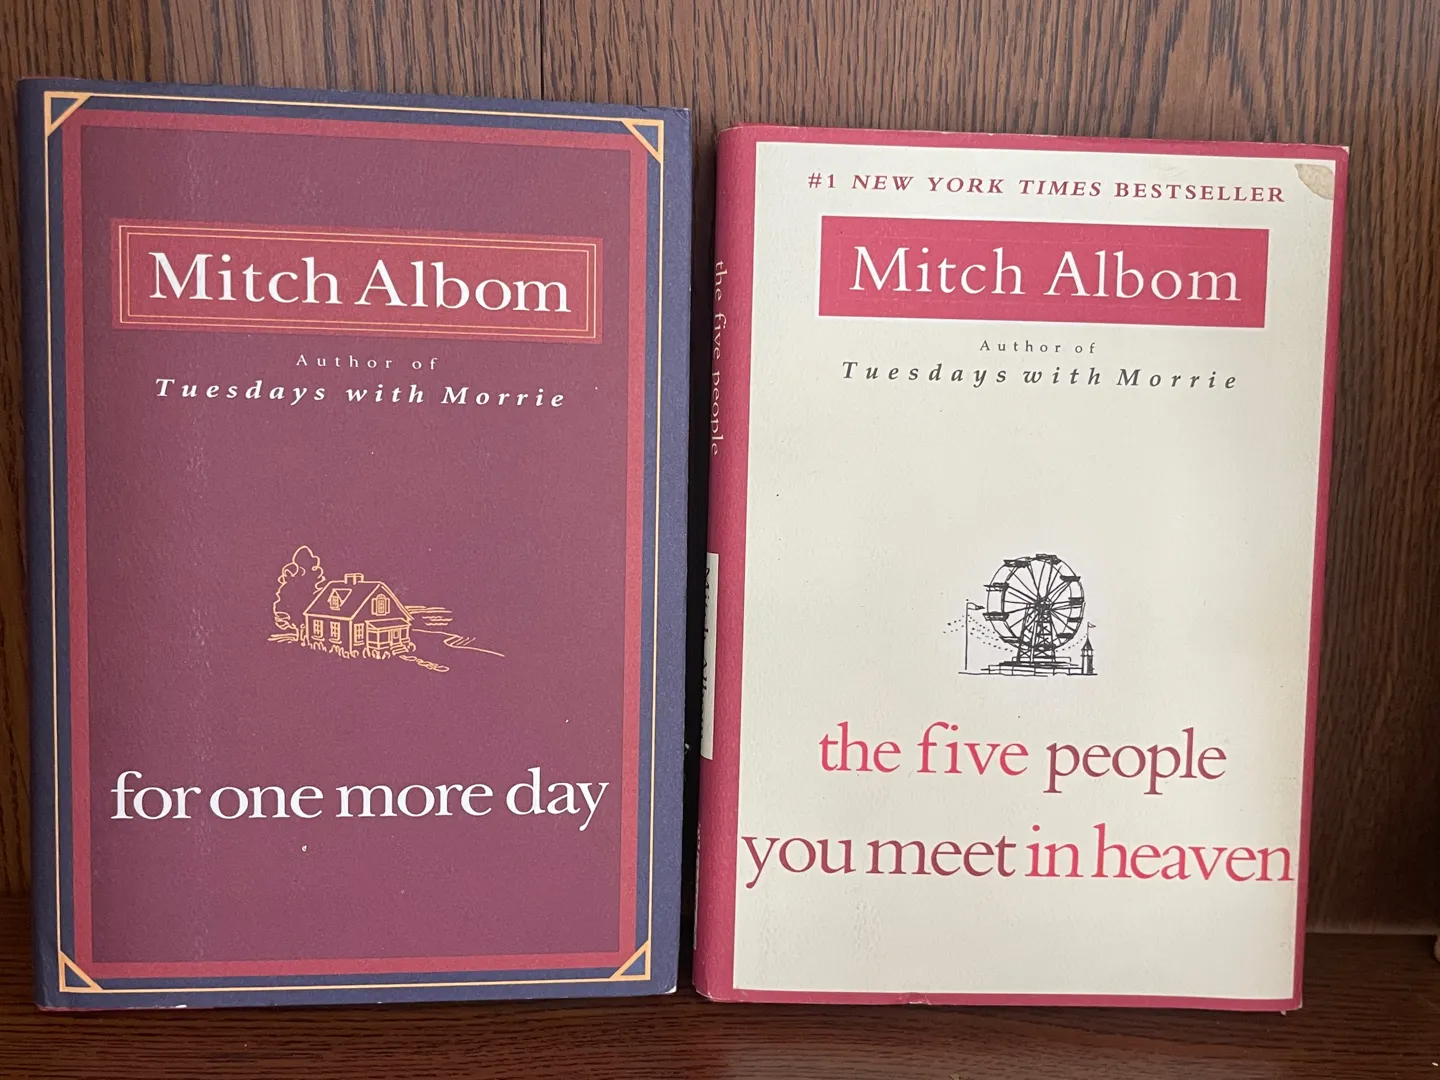 Mitch Albom
Author of
Tuesdays with Morrie
for one more day
the five people
#1 NEW YORK TIMES BESTSELLER
Mitch Albom
Author of
Tuesdays with Morrie
the five people
you meet in heaven